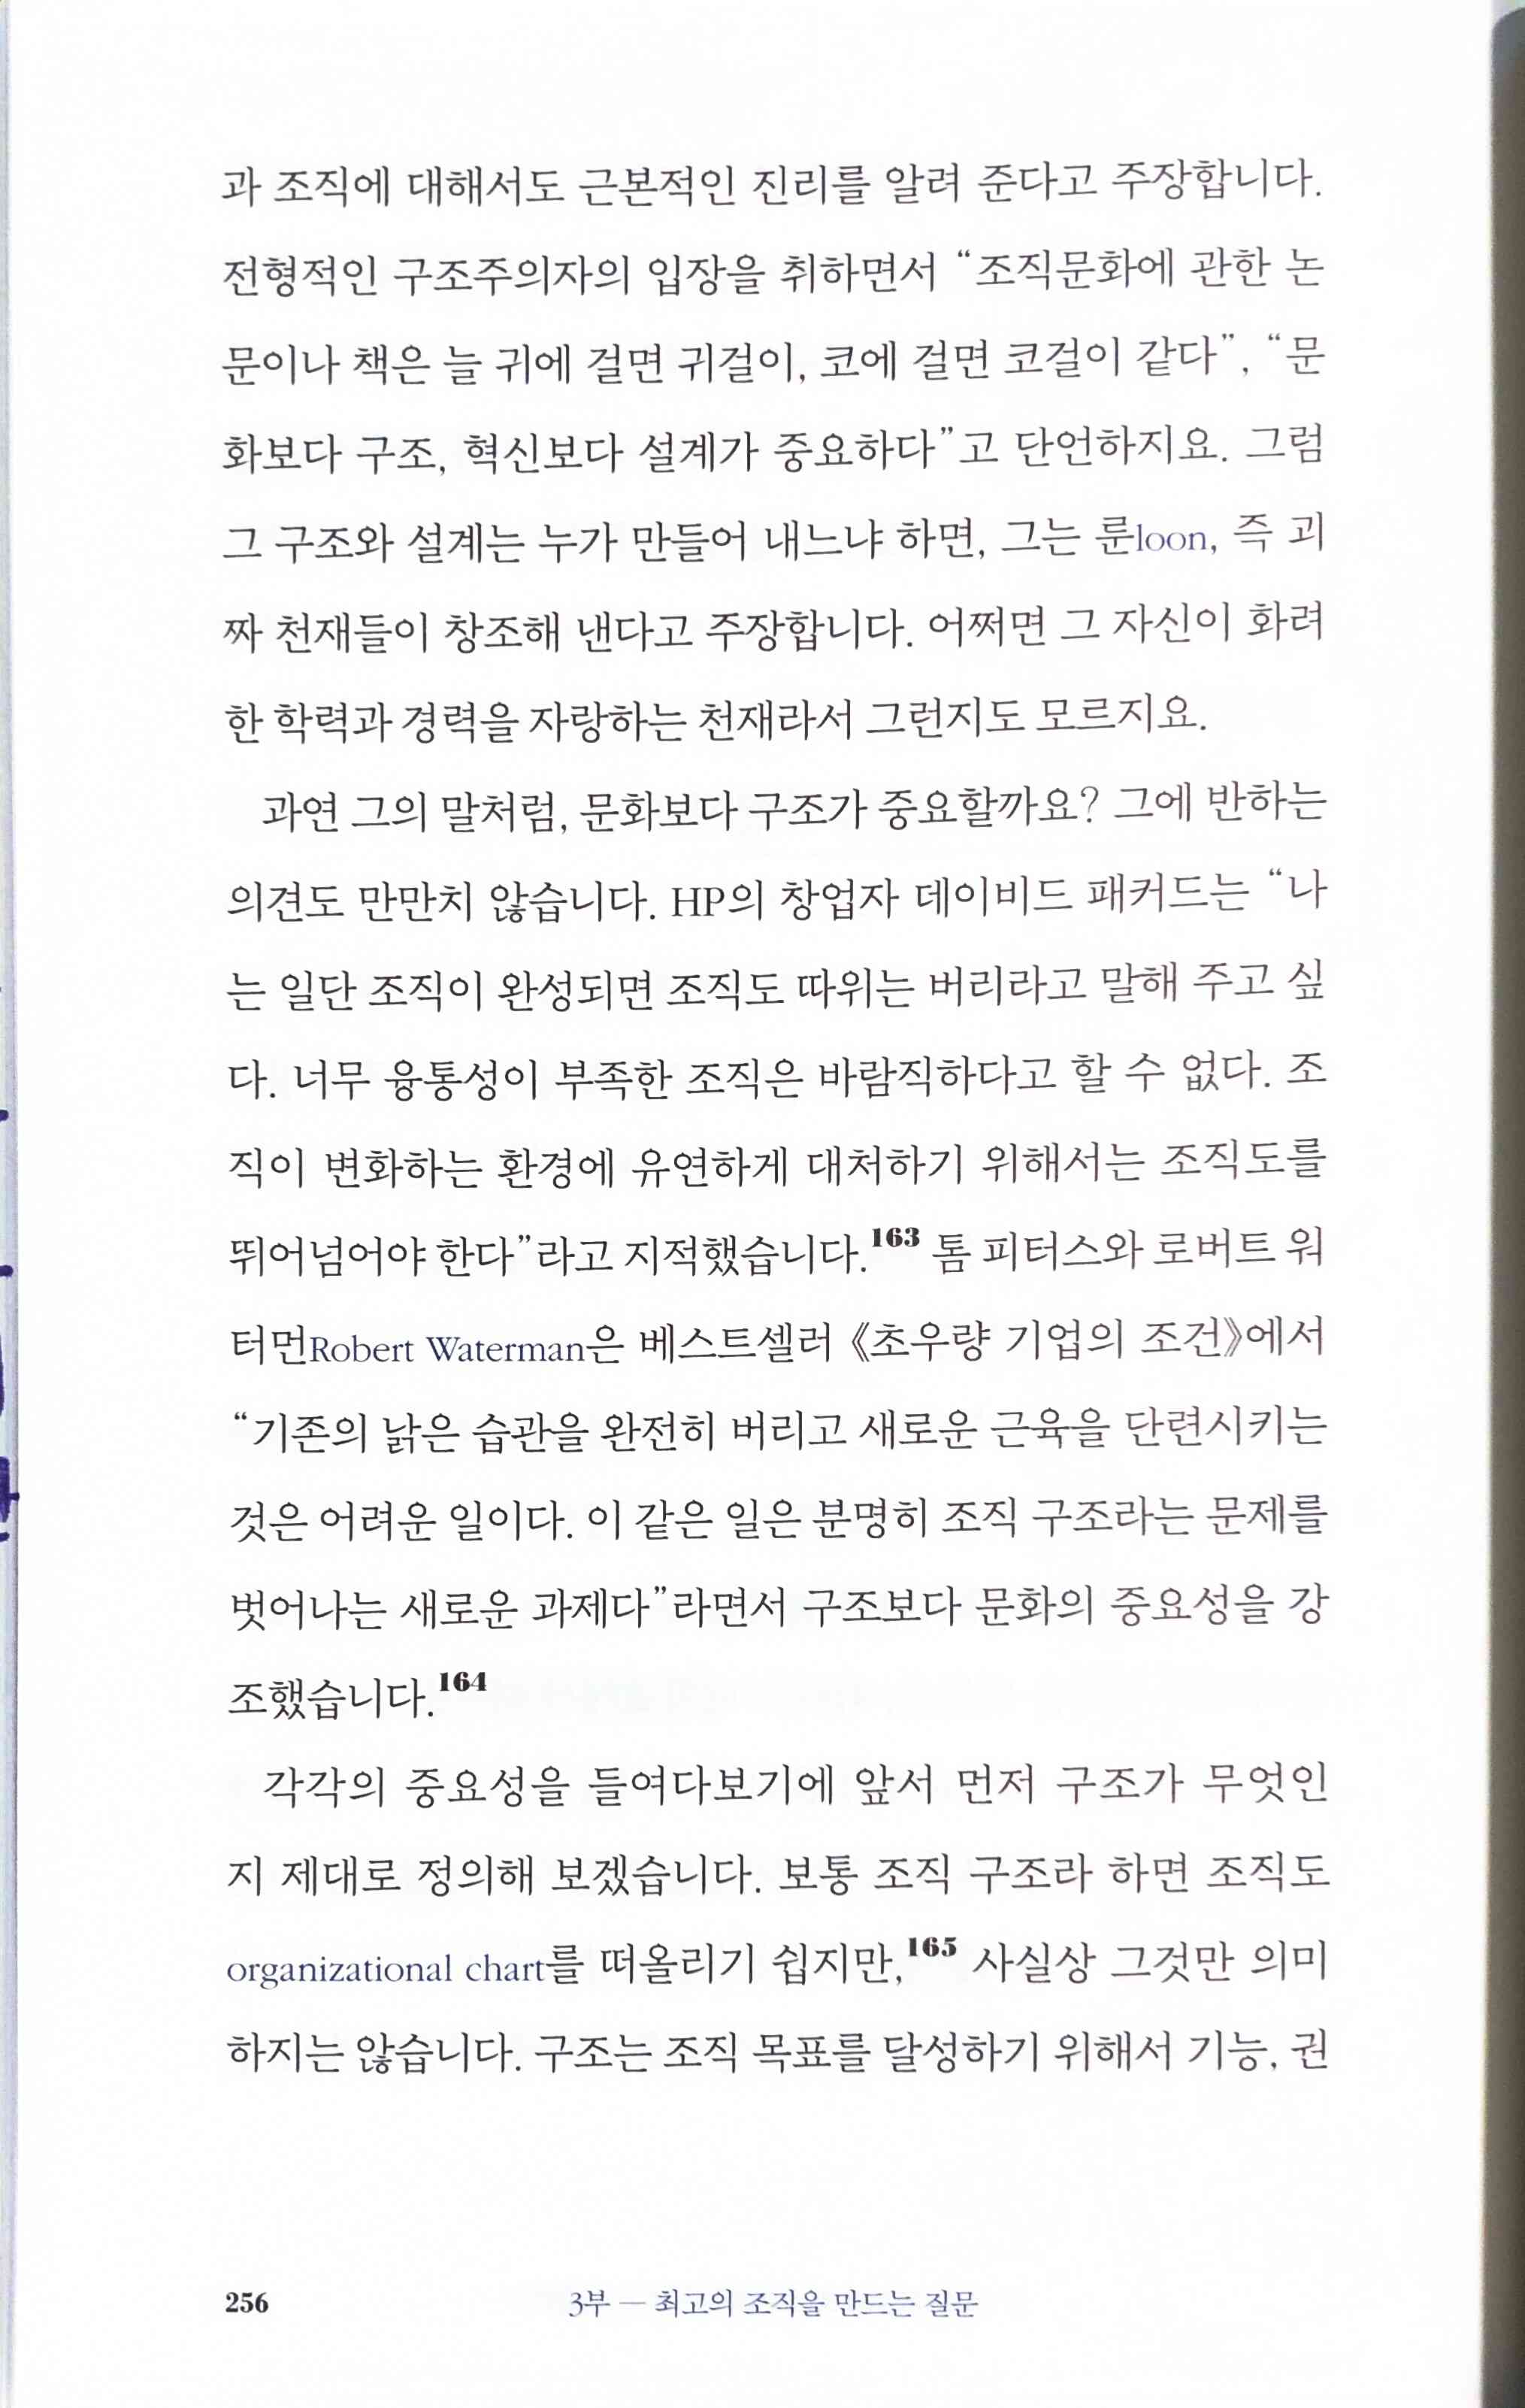 과 조직에 대해서도 근본적인 진리를 알려 준다고 주장합니다.
전형적인 구조주의자의 입장을 취하면서 “조직문화에 관한 논
문이나 책은 늘 귀에 걸면 귀걸이, 코에 걸면 코걸이 같다”, “문
화보다 구조, 혁신보다 설계가 중요하다”고 단언하지요. 그럼
그 구조와 설계는 누가 만들어 내느냐 하면, 그는 룬loon, 즉 괴
짜 천재들이 창조해 낸다고 주장합니다. 어쩌면 그 자신이 화려
한 학력과 경력을 자랑하는 천재라서 그런지도 모르지요.
과연 그의 말처럼, 문화보다 구조가 중요할까요? 그에 반하는
의견도 만만치 않습니다. HP의 창업자 데이비드 패커드는 “나
는 일단 조직이 완성되면 조직도 따위는 버리라고 말해 주고 싶
다. 너무 융통성이 부족한 조직은 바람직하다고 할 수 없다. 조
직이 변화하는 환경에 유연하게 대처하기 위해서는 조직도를
뛰어넘어야 한다”라고 지적했습니다.163 톰 피터스와 로버트 워
터먼Robert Waterman은 베스트셀러 《초우량 기업의 조건》에서
“기존의 낡은 습관을 완전히 버리고 새로운 근육을 단련시키는
것은 어려운 일이다. 이 같은 일은 분명히 조직 구조라는 문제를
벗어나는 새로운 과제다”라면서 구조보다 문화의 중요성을 강
조했습니다.164
각각의 중요성을 들여다보기에 앞서 먼저 구조가 무엇인
지 제대로 정의해 보겠습니다. 보통 조직 구조라 하면 조직도
organizational chart를 떠올리기 쉽지만,165 사실상 그것만 의미
하지는 않습니다. 구조는 조직 목표를 달성하기 위해서 기능, 권
256 3부 — 최고의 조직을 만드는 질문